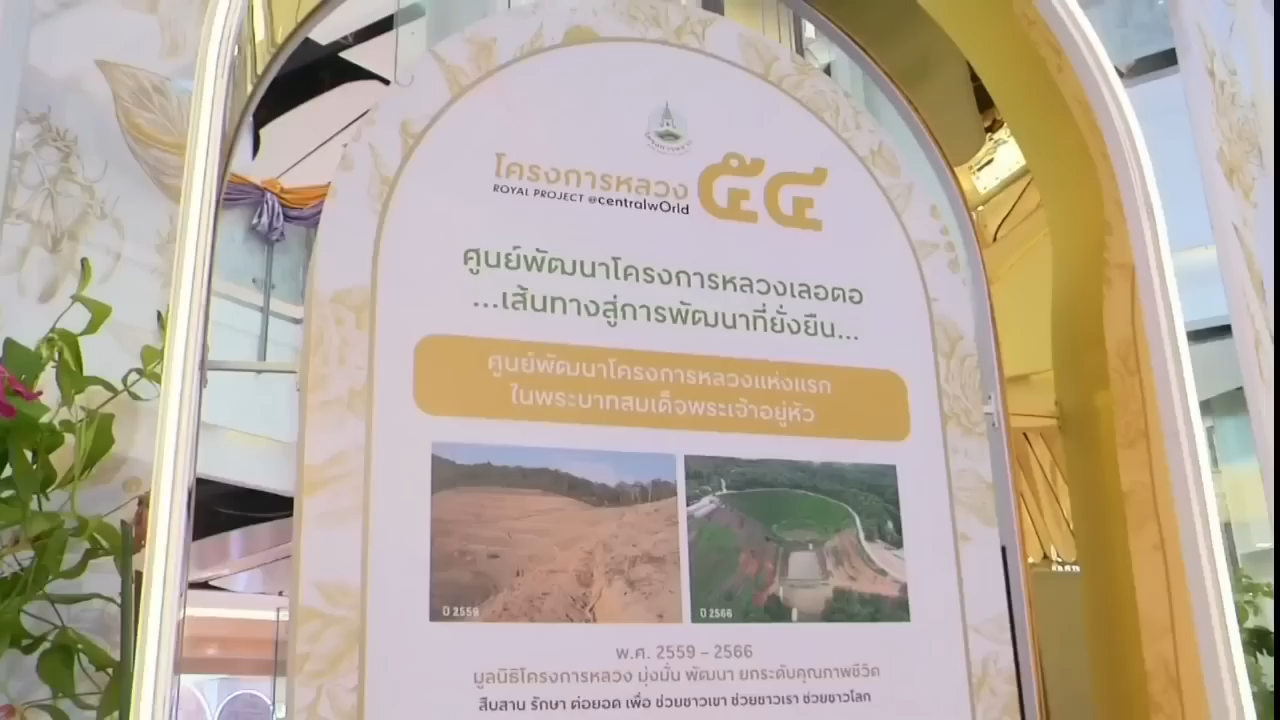 โครงการหลวง ๕๔
ROYAL PROJECT @centralwOrld
ศูนย์พัฒนาโครงการหลวงเลอตอ
...เส้นทางสู่การพัฒนาที่ยั่งยืน...
ศูนย์พัฒนาโครงการหลวงแห่งแรก
ในพระบาทสมเด็จพระเจ้าอยู่หัว
ปี 2559
ปี 2566
พ.ศ. 2559 – 2566
มูลนิธิโครงการหลวง มุ่งมั่น พัฒนา ยกระดับคุณภาพชีวิต
สืบสาน รักษา ต่อยอด เพื่อ ช่วยชาวเขา ช่วยชาวเรา ช่วยชาวโลก